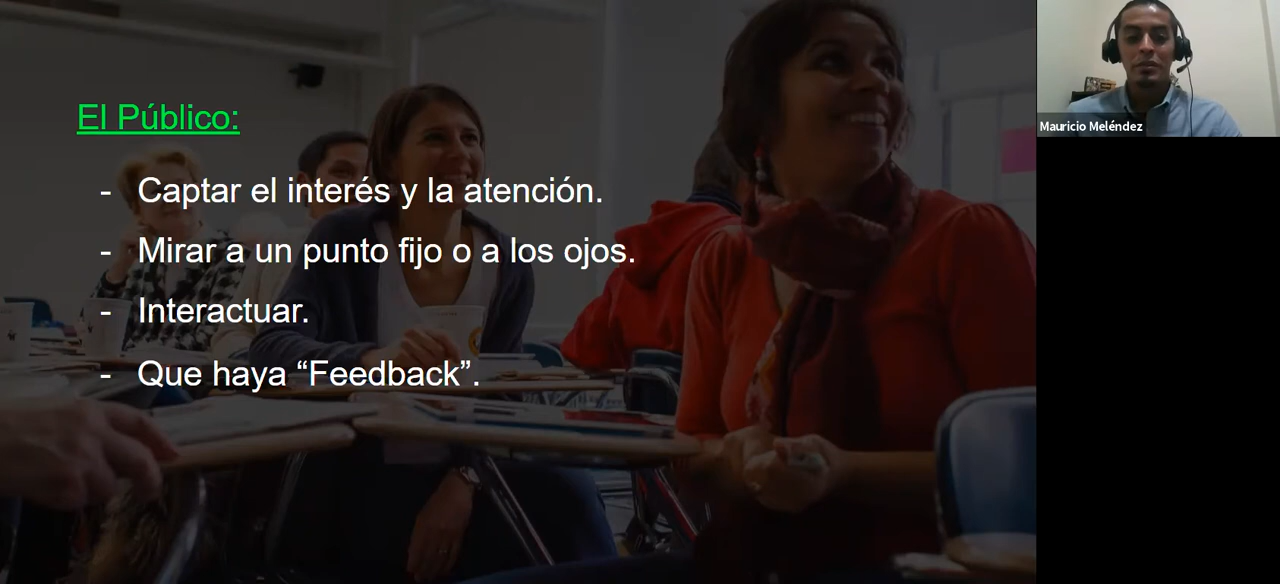 El Público:
- Captar el interés y la atención.
- Mirar a un punto fijo o a los ojos.
- Interactuar.
- Que haya “Feedback”.
Mauricio Meléndez